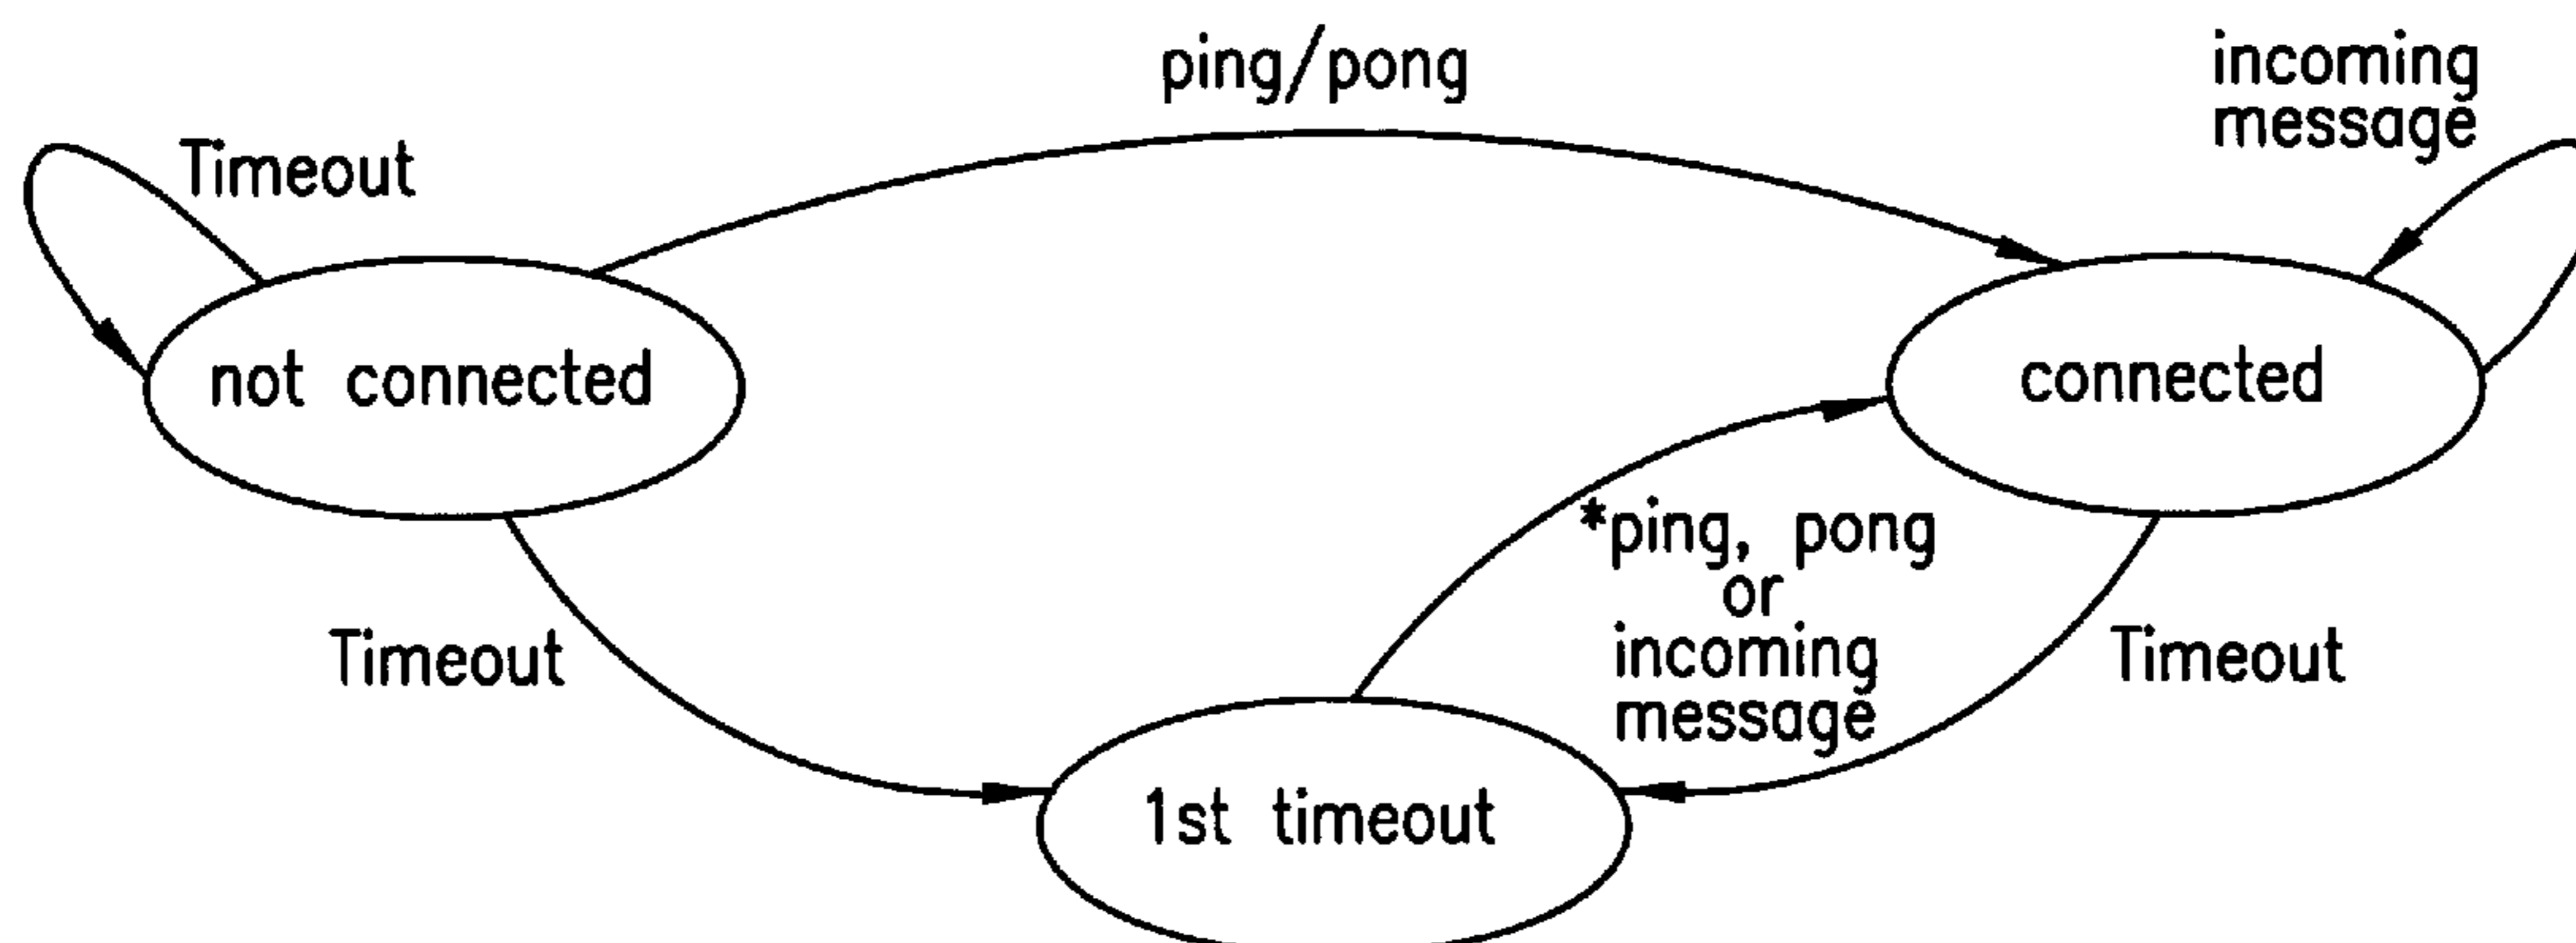 ping/pong
incoming
message
Timeout
not connected
connected
*ping, pong
or
incoming
message
Timeout
Timeout
1st timeout